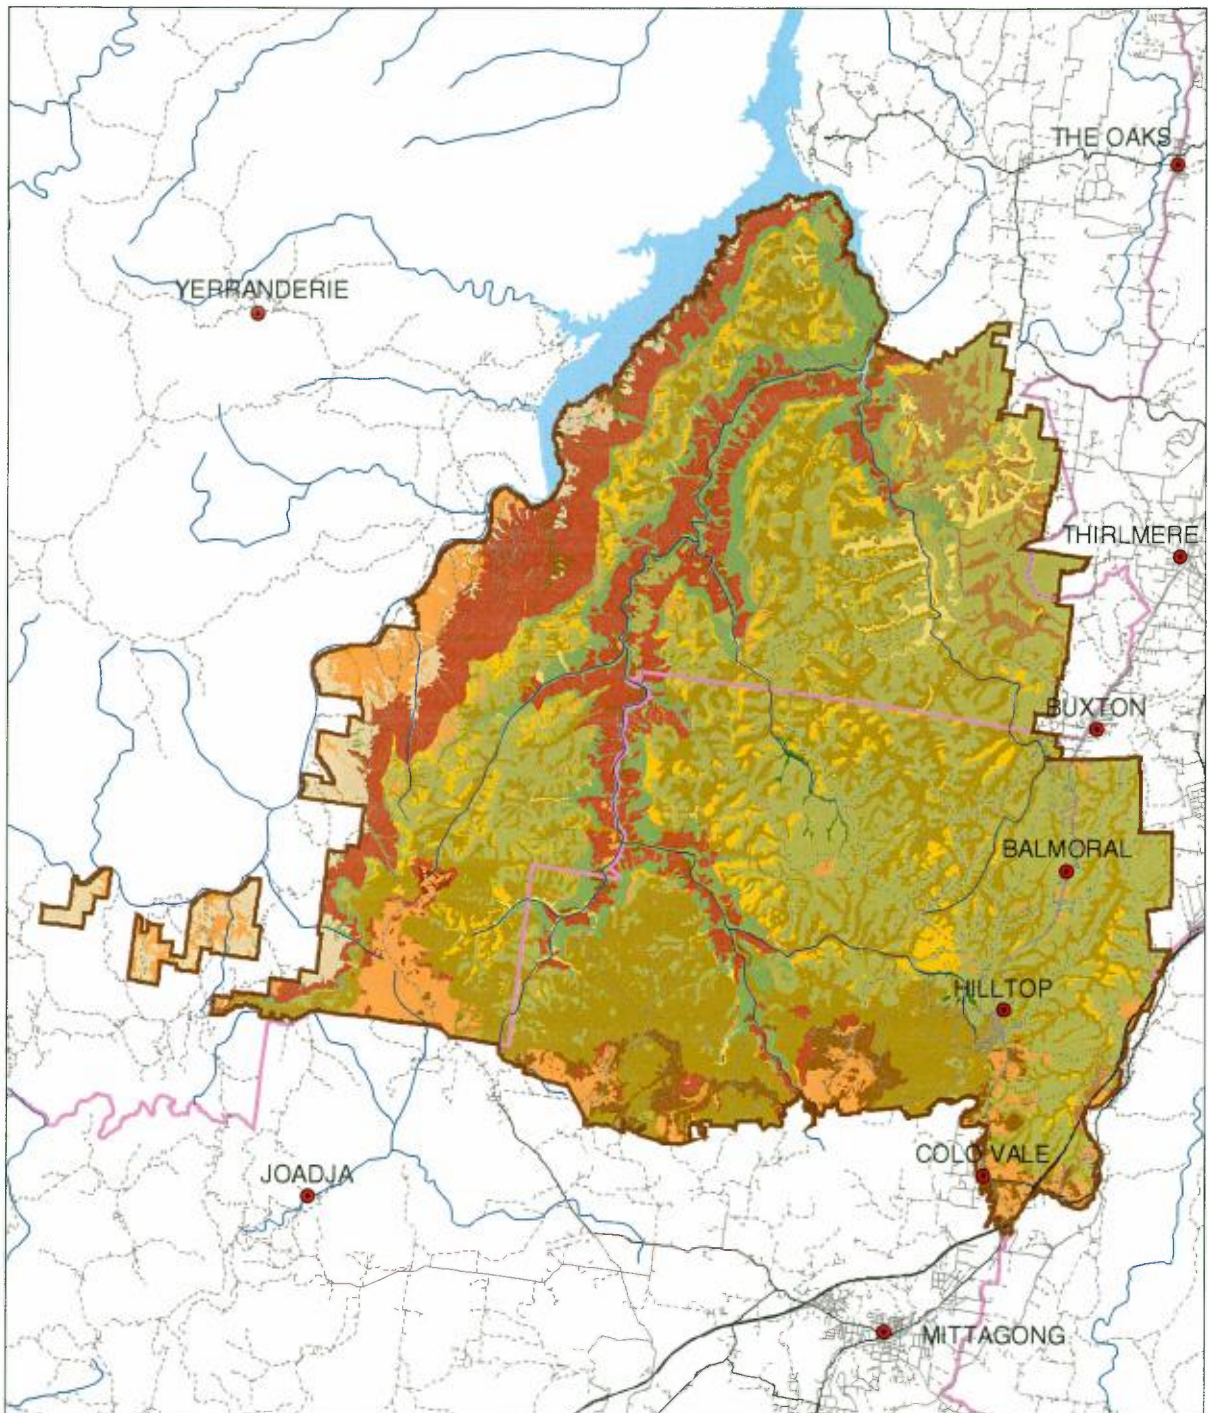 THE OAKS
YERRANDERIE
THIRLMERE
BUXTON
BALMORAL
HILLTOP
COLO VALE
JOADJA
MITTAGONG